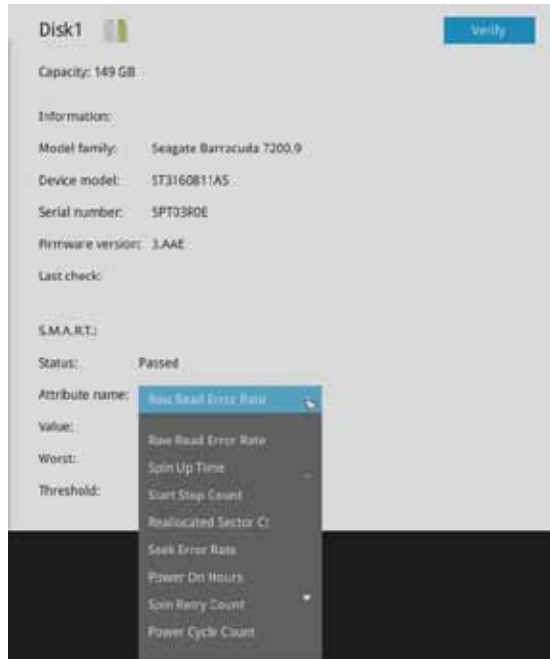 Disk1
Verify
Capacity: 149 GB
Information:
Model family: Seagate Barracuda 7200.9
Device model: ST3160811AS
Serial number: 5PT03R0E
Firmware version: 3.AAE
Last check:
S.M.A.R.T.:
Status: Passed
Attribute name: Raw Read Error Rate
Value:
Raw Read Error Rate
Worst:
Spin Up Time
Threshold:
Start Stop Count
Reallocated Sector Ct
Seek Error Rate
Power On Hours
Spin Retry Count
Power Cycle Count